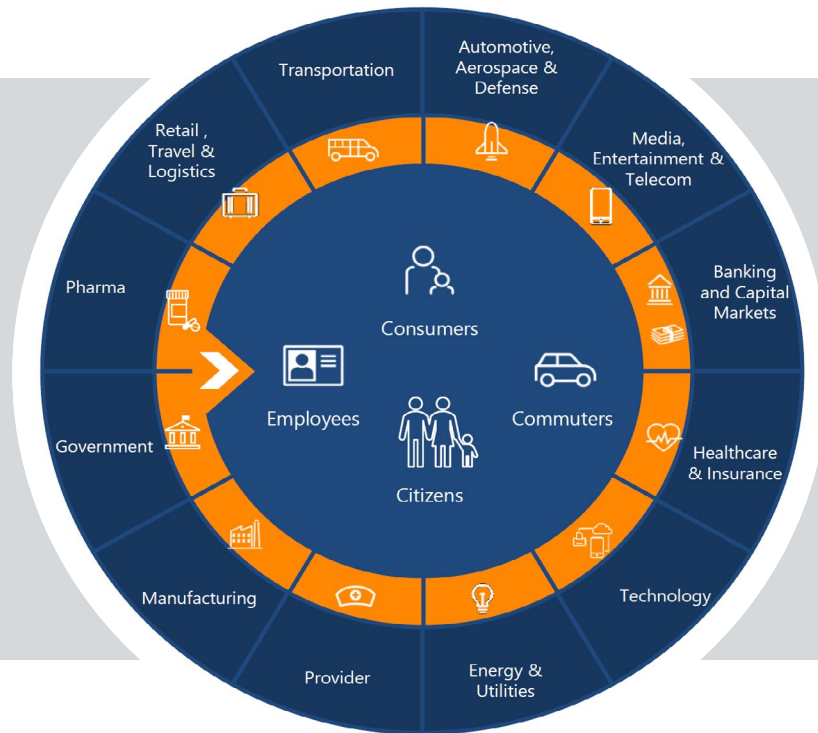 Automotive,
Aerospace &
Defense
Media,
Entertainment &
Telecom
Banking
and Capital
Markets
Healthcare
& Insurance
Technology
Energy &
Utilities
Provider
Manufacturing
Government
Pharma
Retail ,
Travel &
Logistics
Transportation
Consumers
Employees
Commuters
Citizens